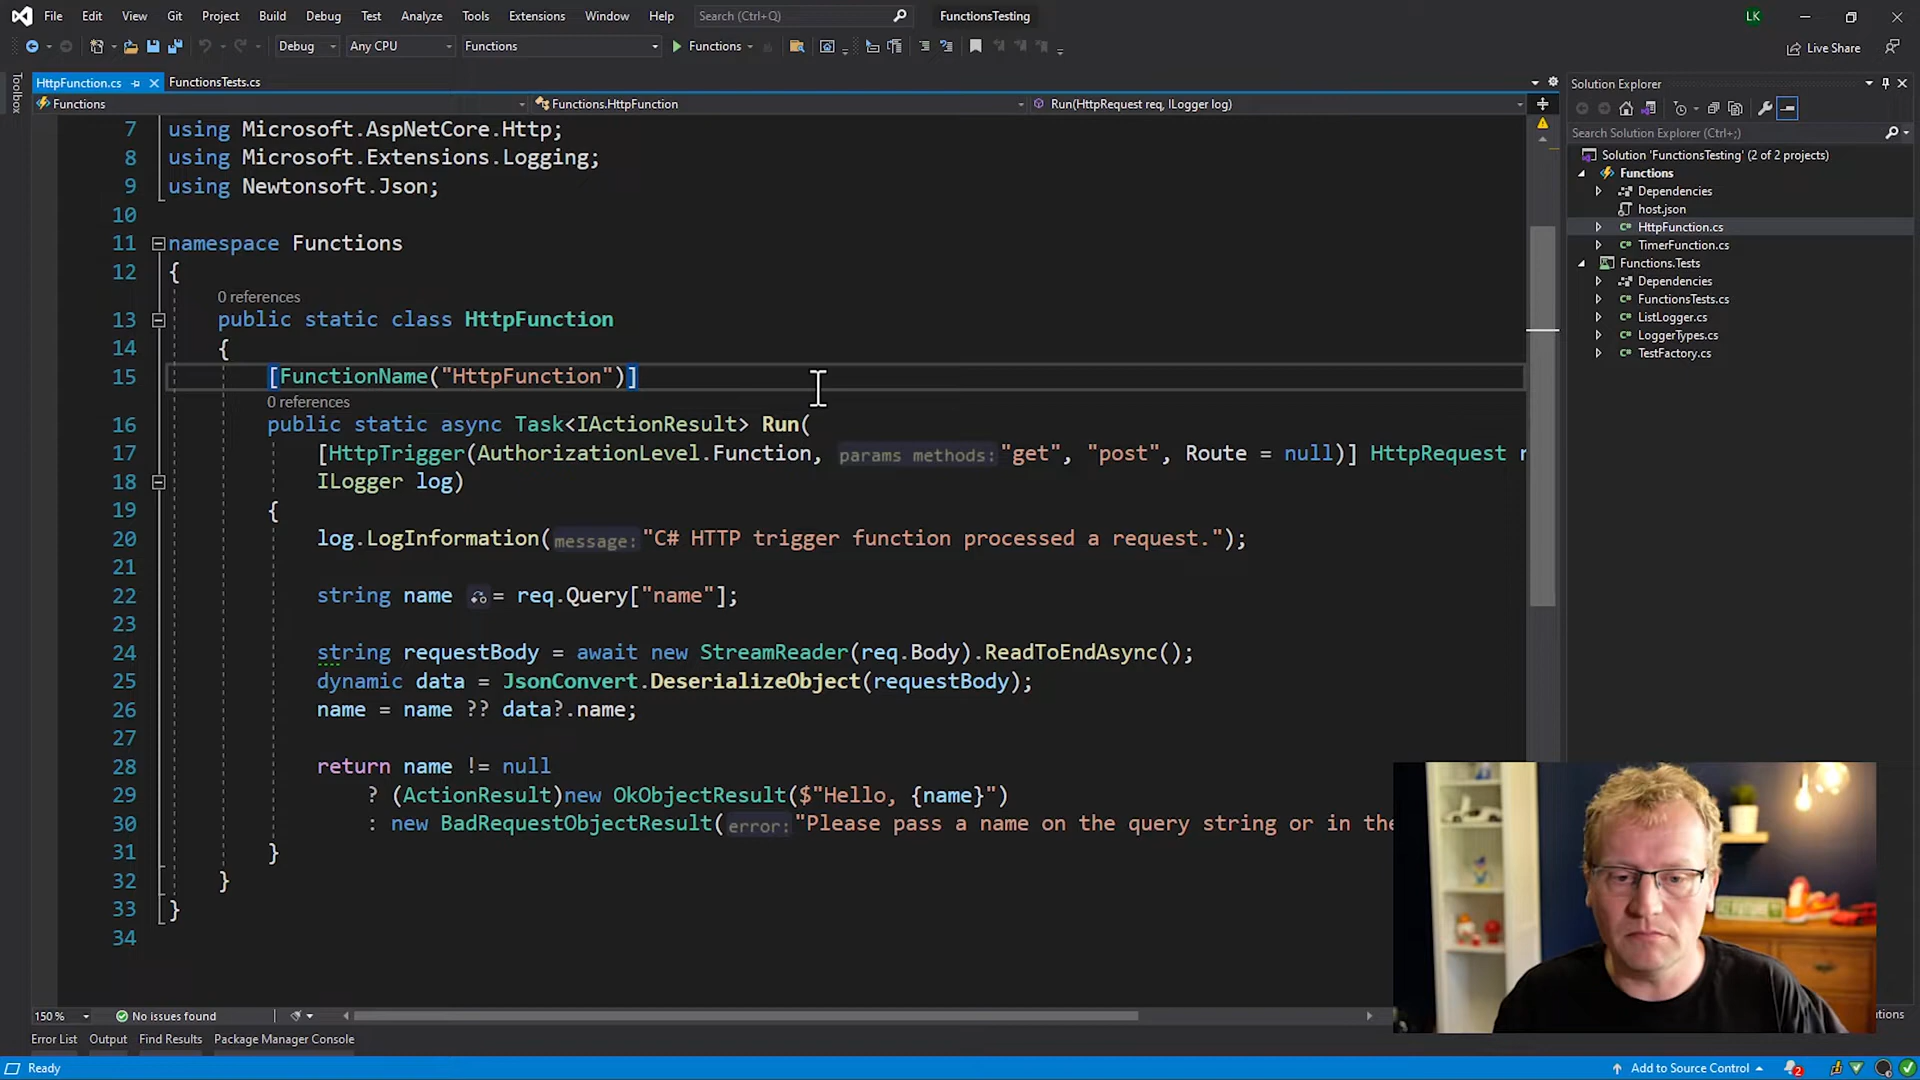 File Edit View Git Project Build Debug Test Analyze Tools Extensions Window Help Search (Ctrl+Q) FunctionsTesting LK
Debug Any CPU Functions Functions Live Share
Toolbox
HttpFunction.cs FunctionsTests.cs
Functions Functions.HttpFunction Run(HttpRequest req, ILogger log)
7 using Microsoft.AspNetCore.Http;
8 using Microsoft.Extensions.Logging;
9 using Newtonsoft.Json;
10
11 namespace Functions
12 {
0 references
13 public static class HttpFunction
14 {
15 [FunctionName("HttpFunction")]
0 references
16 public static async Task<IActionResult> Run(
17 [HttpTrigger(AuthorizationLevel.Function, params methods: "get", "post", Route = null)] HttpRequest r
18 ILogger log)
19 {
20 log.LogInformation(message: "C# HTTP trigger function processed a request.");
21
22 string name = req.Query["name"];
23
24 string requestBody = await new StreamReader(req.Body).ReadToEndAsync();
25 dynamic data = JsonConvert.DeserializeObject(requestBody);
26 name = name ?? data?.name;
27
28 return name != null
29 ? (ActionResult)new OkObjectResult($"Hello, {name}")
30 : new BadRequestObjectResult(error: "Please pass a name on the query string or in the
31 }
32 }
33 }
34
Solution Explorer
Search Solution Explorer (Ctrl+;)
Solution 'FunctionsTesting' (2 of 2 projects)
Functions
Dependencies
host.json
HttpFunction.cs
TimerFunction.cs
Functions.Tests
Dependencies
FunctionsTests.cs
ListLogger.cs
LoggerTypes.cs
TestFactory.cs
150 % No issues found
Error List Output Find Results Package Manager Console
Ready Add to Source Control 2